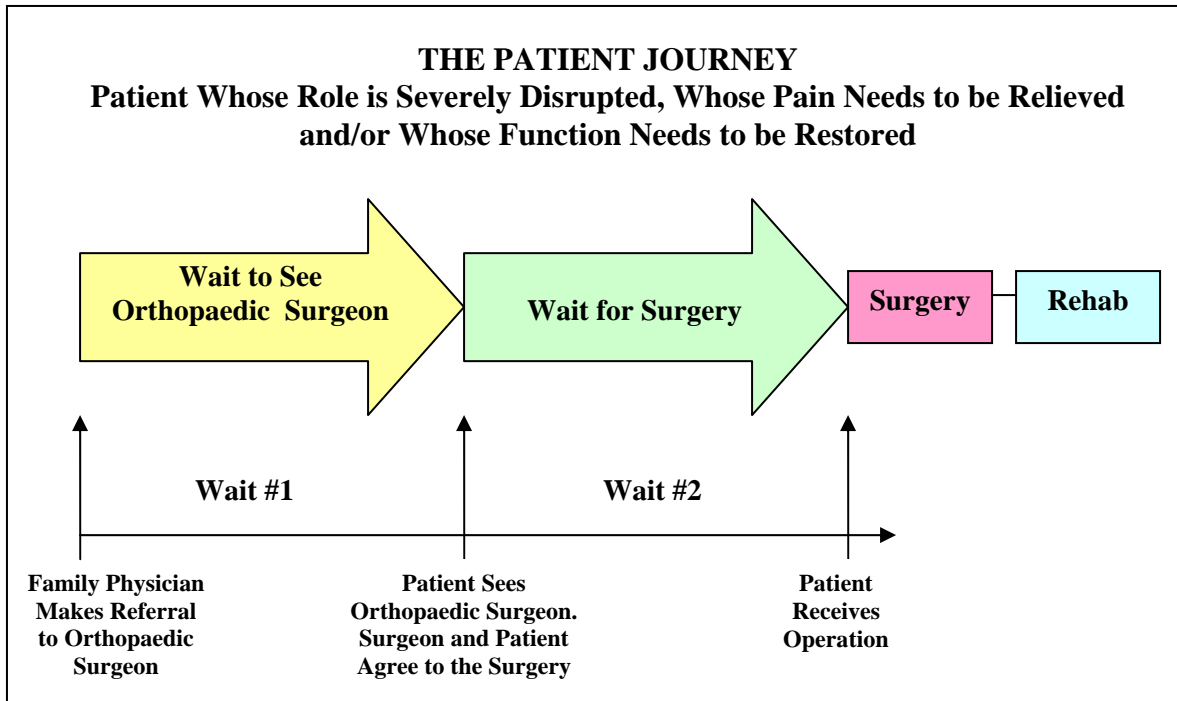 THE PATIENT JOURNEY
Patient Whose Role is Severely Disrupted, Whose Pain Needs to be Relieved
and/or Whose Function Needs to be Restored
Wait to See
Orthopaedic Surgeon
Wait for Surgery
Surgery
Rehab
Wait #1
Wait #2
Family Physician
Makes Referral
to Orthopaedic
Surgeon
Patient Sees
Orthopaedic Surgeon.
Surgeon and Patient
Agree to the Surgery
Patient
Receives
Operation